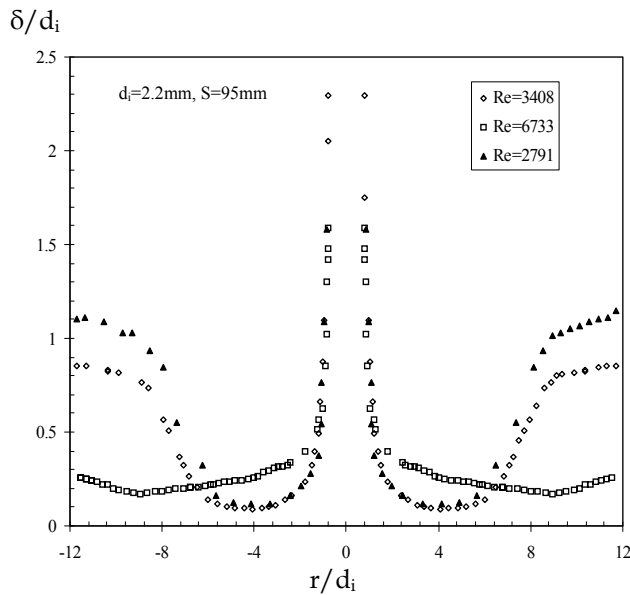 δ/dᵢ
2.5
dᵢ=2.2mm, S=95mm
Re=3408
Re=6733
Re=2791
2
1.5
1
0.5
0
-12 -8 -4 0 4 8 12
r/dᵢ